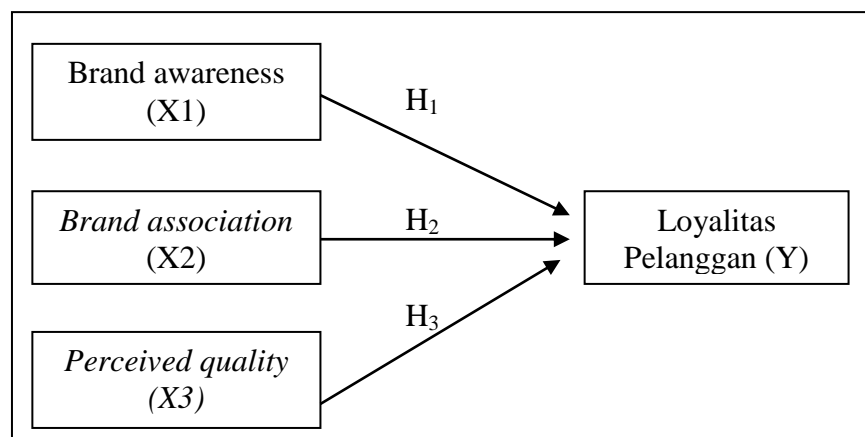 Brand awareness
(X1)
H₁
Brand association
(X2)
H₂
Loyalitas
Pelanggan (Y)
H₃
Perceived quality
(X3)